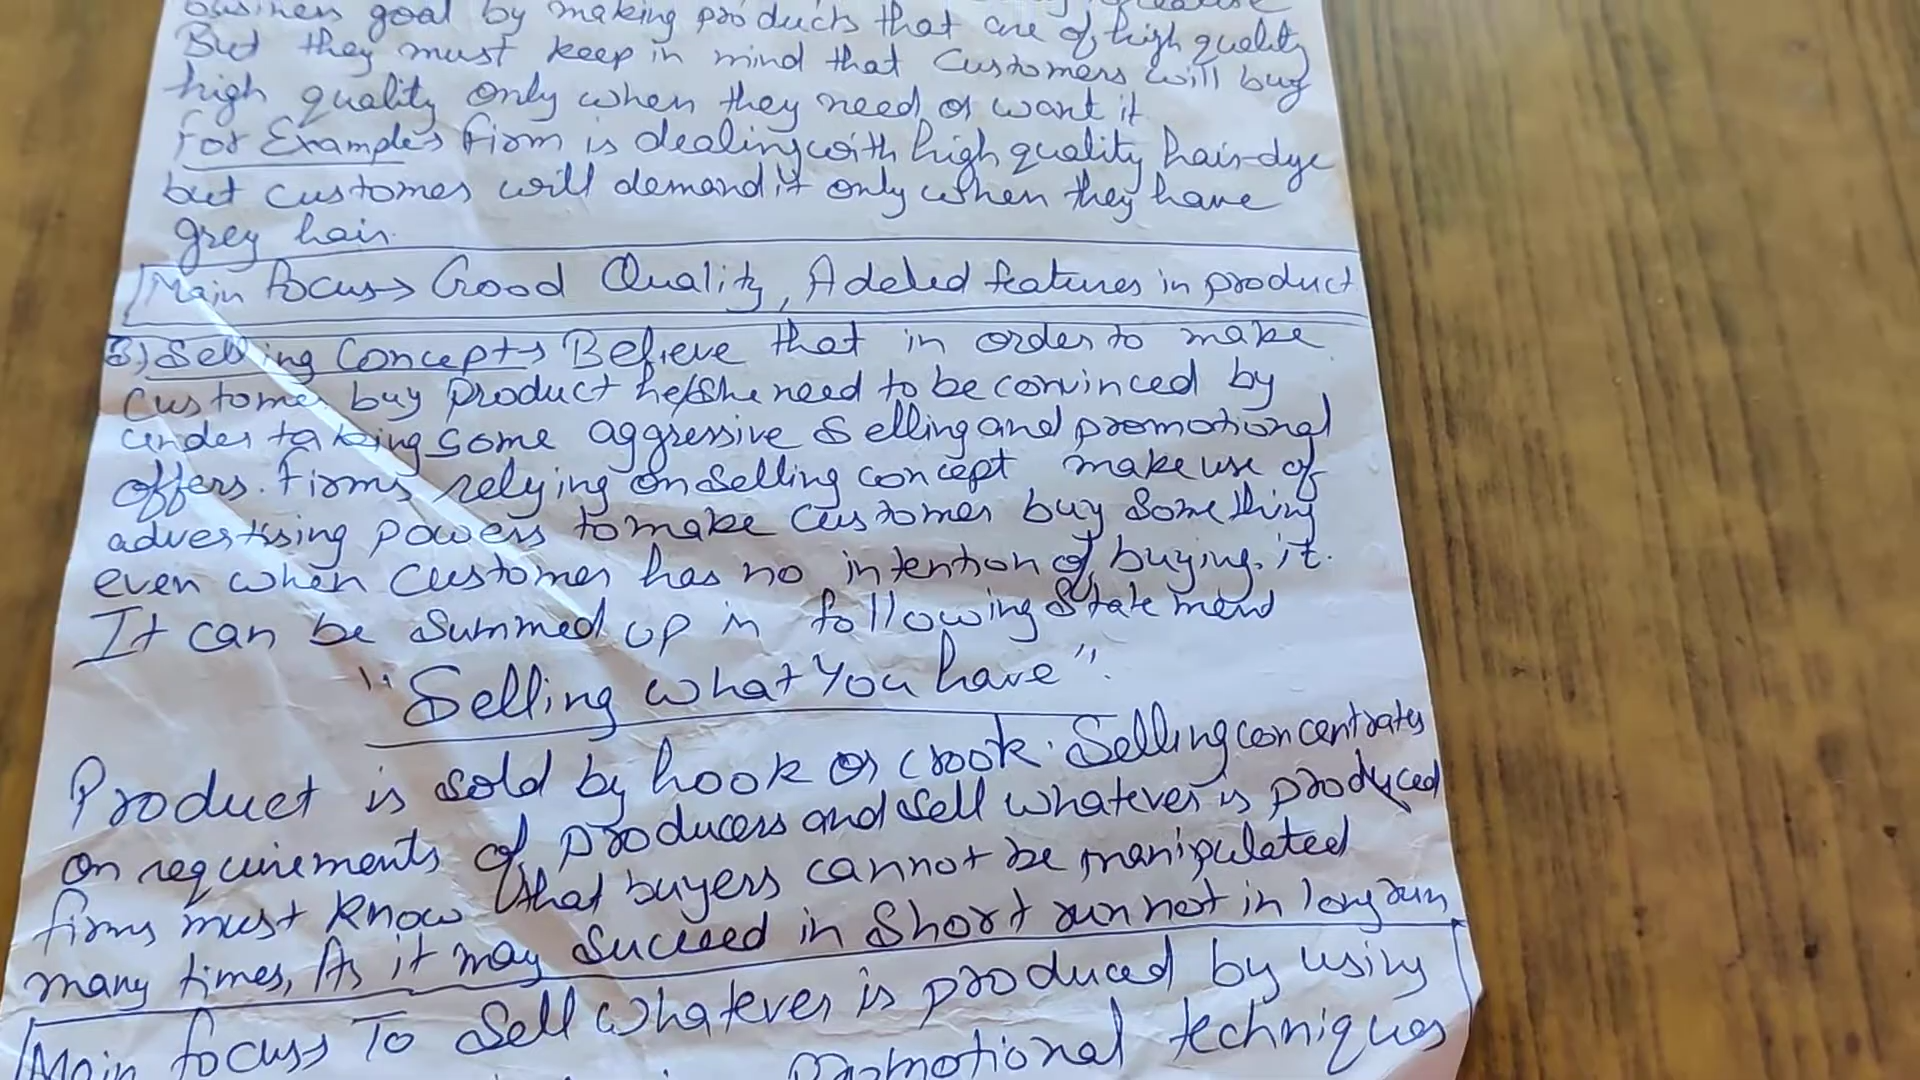 business goal by making products that are of high quality
But they must keep in mind that Customers will buy
high quality only when they need or want it
For Example→ Firm is dealing with high quality hair-dye
but customers will demand it only when they have
grey hair.
Main Focus→ Good Quality, Added features in product
3) Selling Concept→ Believe that in order to make
Customer buy product he/she need to be convinced by
under taking some aggressive selling and promotional
offers. Firms relying on selling concept make use of
advertising powers to make customer buy something
even when customer has no intention of buying it.
It can be summed up in following statement
"Selling what You have".
Product is sold by hook or crook. Selling concentrates
on requirements of producers and sell whatever is produced
firms must know that buyers cannot be manipulated
many times, As it may succeed in Short run not in long run
Main focus→ To Sell whatever is produced by using
promotional techniques